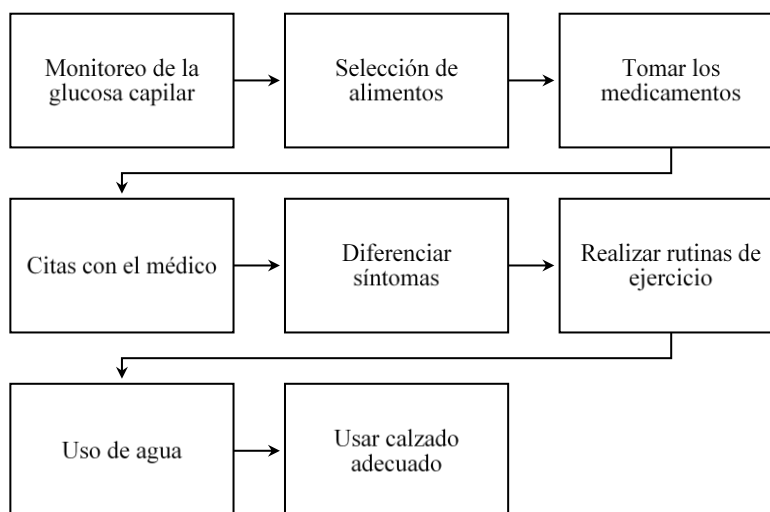 Monitoreo de la
glucosa capilar
Selección de
alimentos
Tomar los
medicamentos
Citas con el médico
Diferenciar
síntomas
Realizar rutinas de
ejercicio
Uso de agua
Usar calzado
adecuado